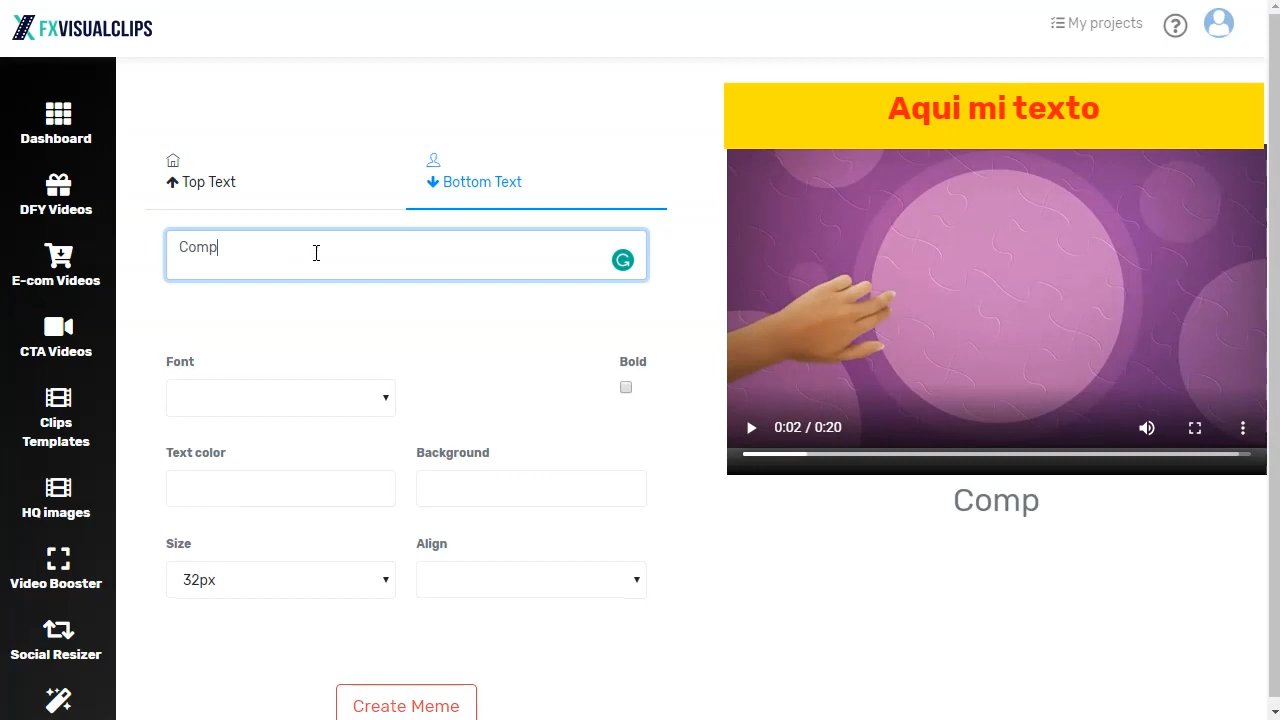 FXVISUALCLIPS
My projects
Dashboard
DFY Videos
E-com Videos
CTA Videos
Clips
Templates
HQ images
Video Booster
Social Resizer
Top Text
Bottom Text
Comp
Font
Bold
Text color
Background
Size
Align
32px
Create Meme
Aqui mi texto
0:02 / 0:20
Comp